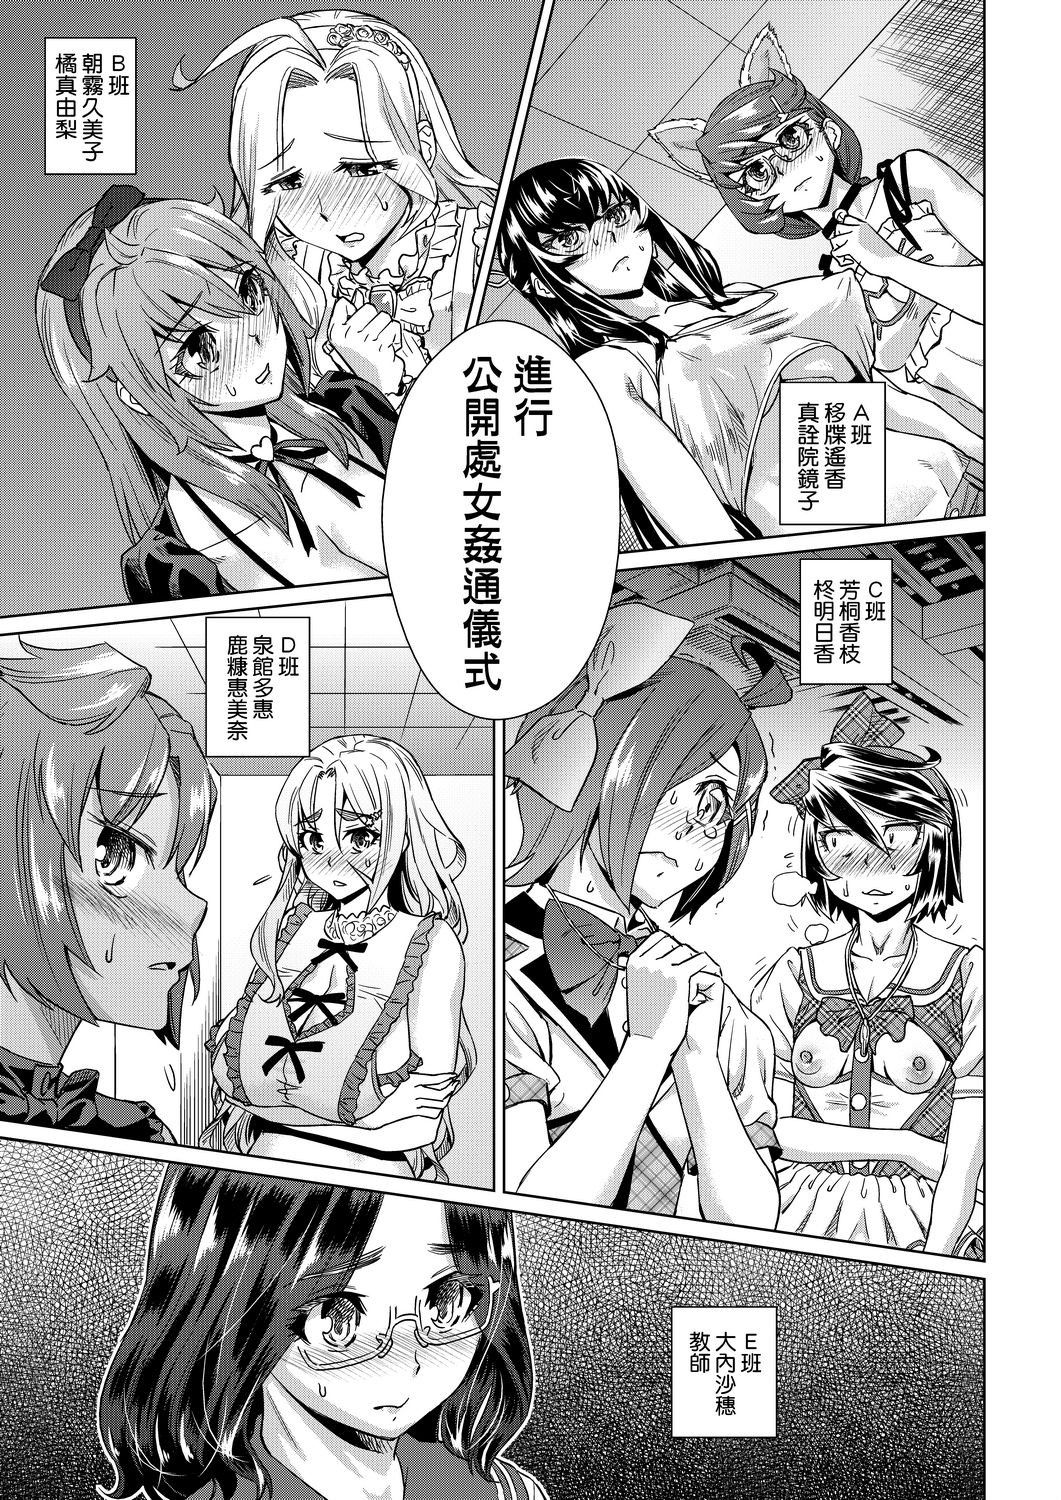 A班
移牒遙香
真詮院鏡子
B班
朝霧久美子
橘真由梨
進行
公開處女姦通儀式
C班
芳桐香枝
柊明日香
D班
泉館多惠
鹿糠惠美奈
E班
大內沙穗
教師